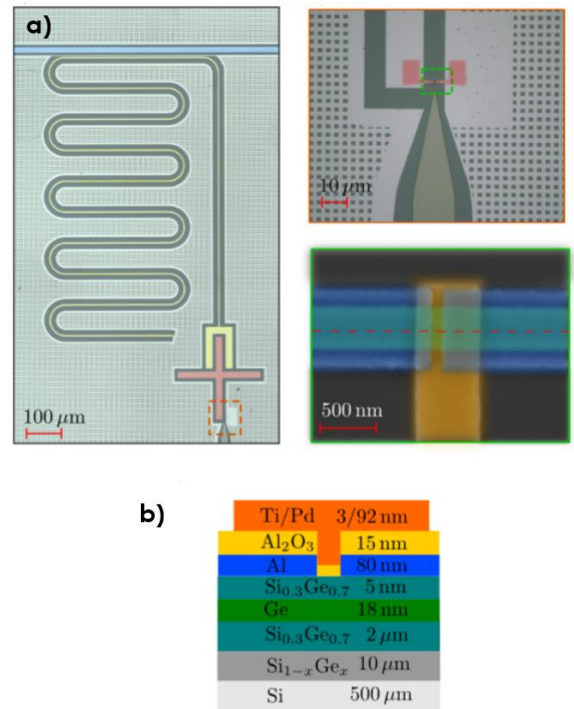 a)
100 μm
10 μm
500 nm
b)
Ti/Pd 3/92 nm
Al₂O₃ 15 nm
Al 80 nm
Si₀.₃Ge₀.₇ 5 nm
Ge 18 nm
Si₀.₃Ge₀.₇ 2 μm
Si₁₋ₓGeₓ 10 μm
Si 500 μm